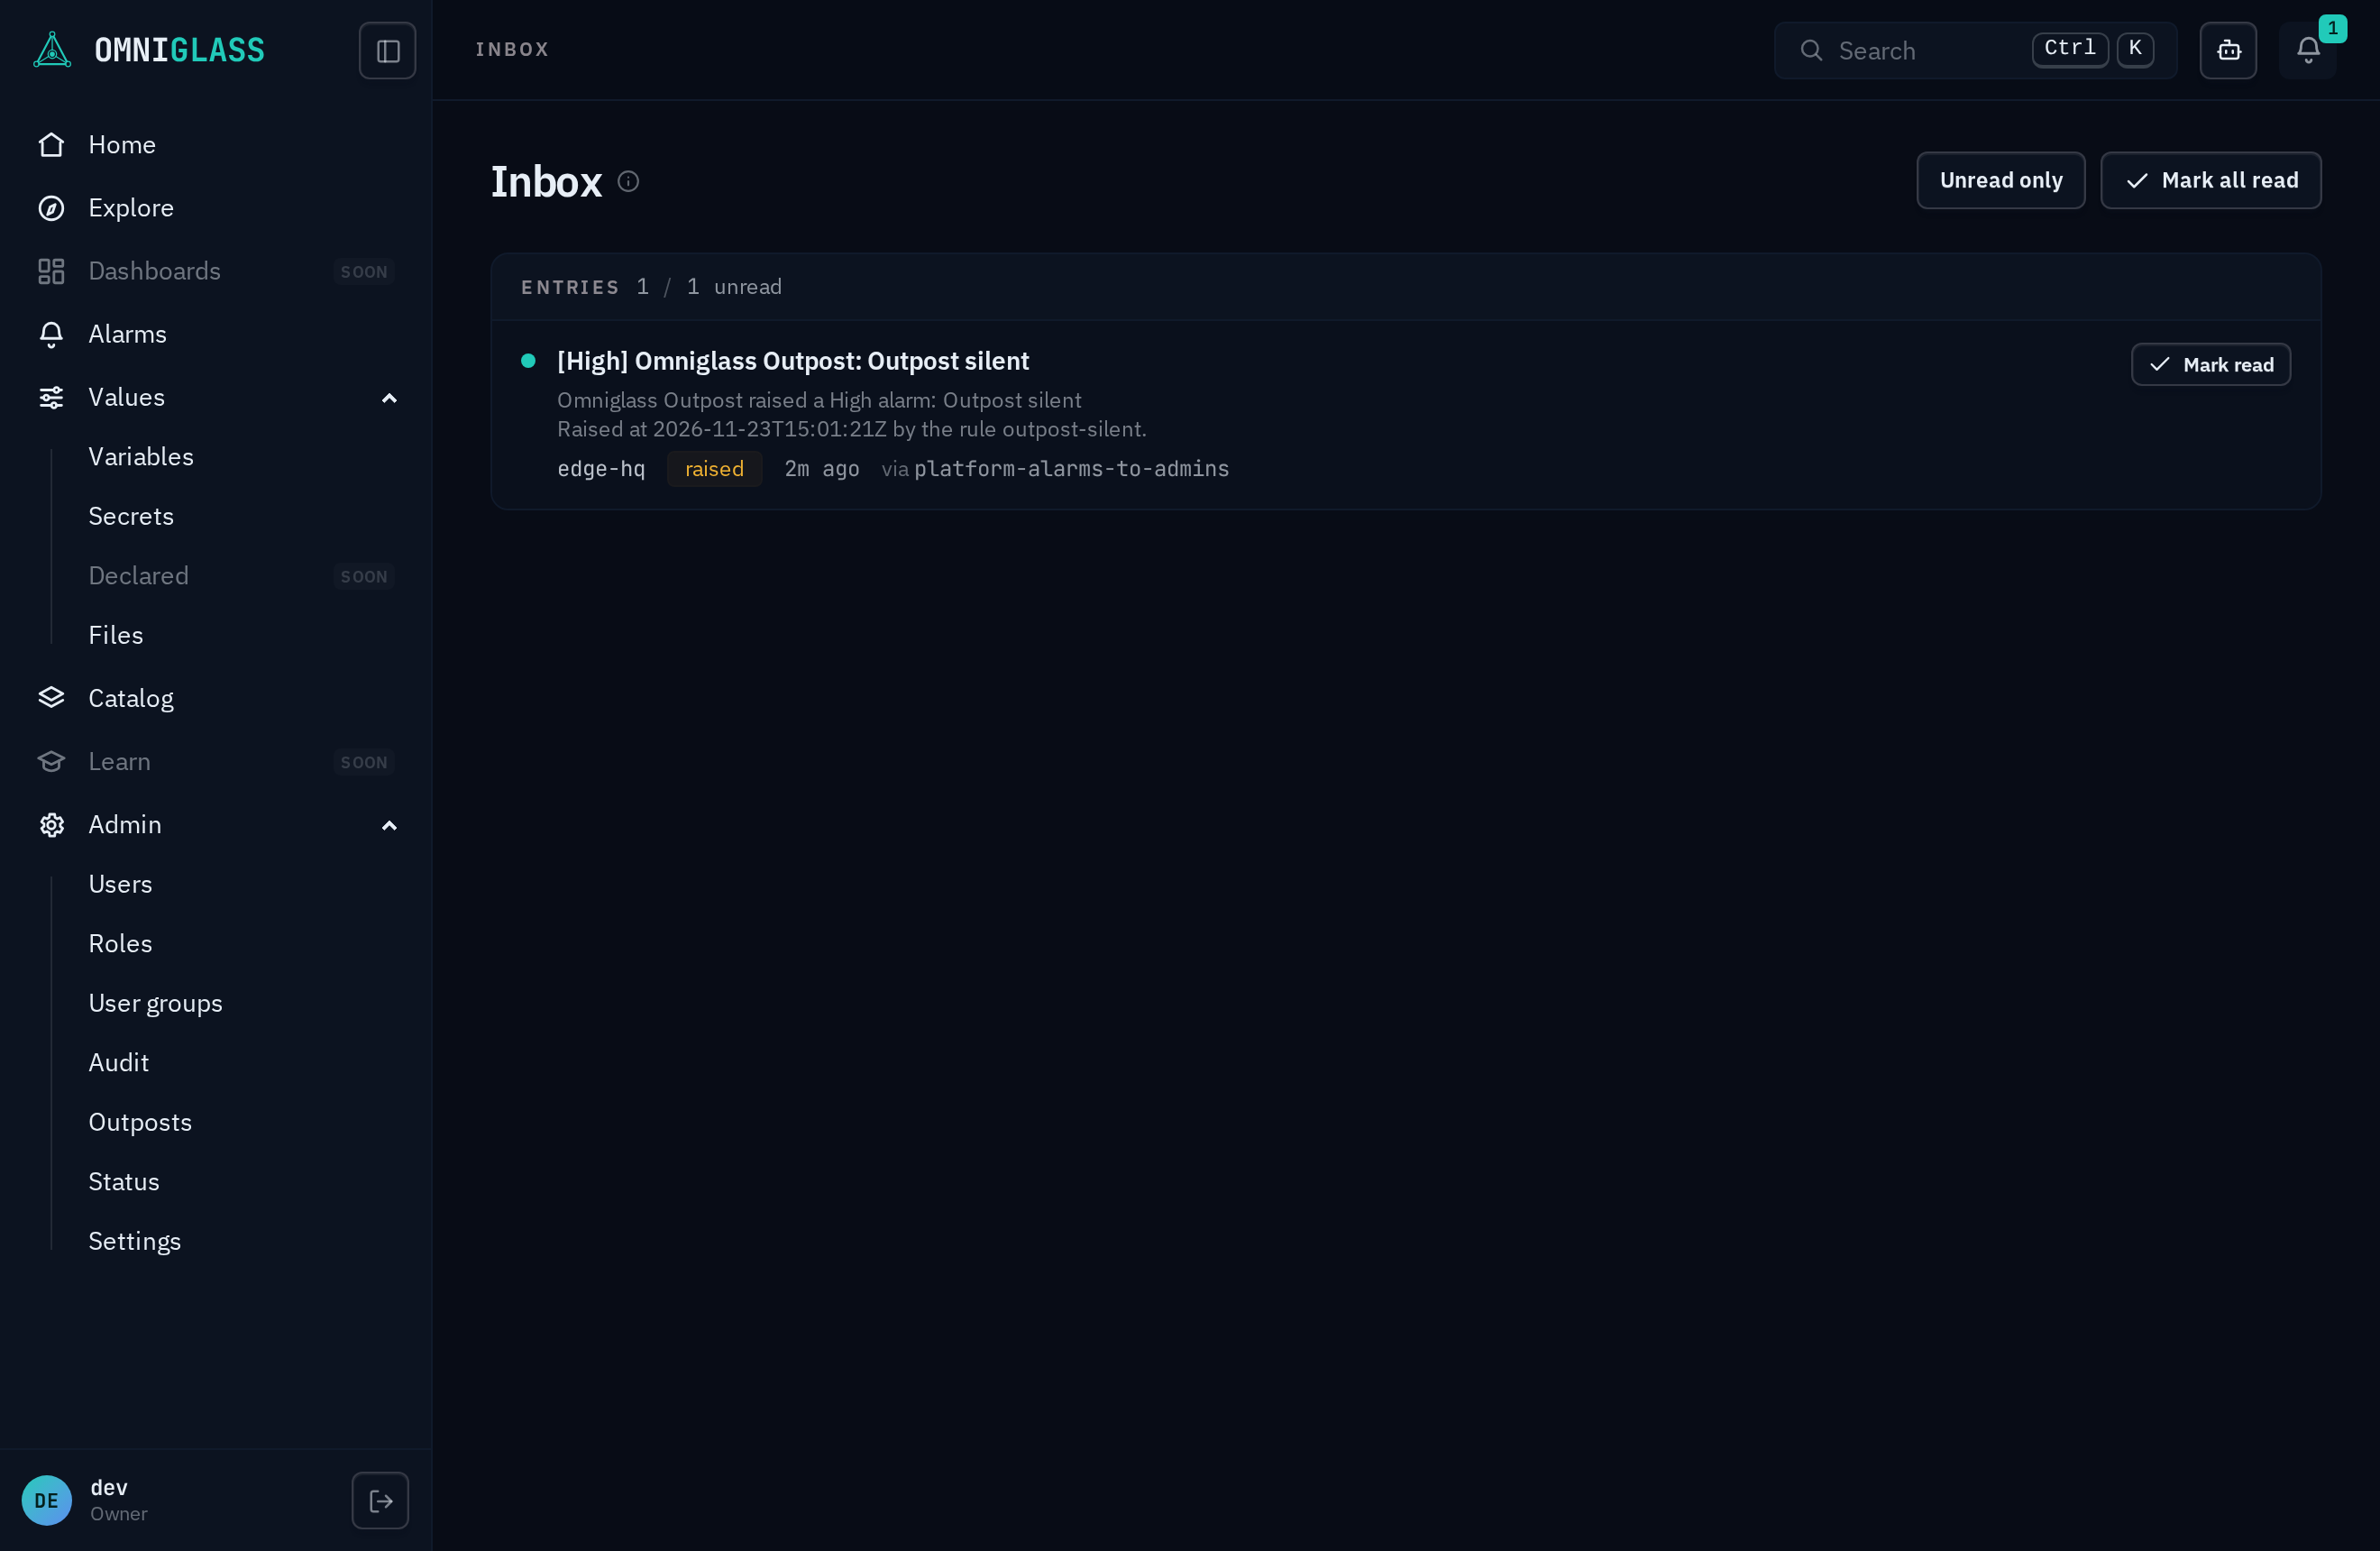 OMNIGLASS
INBOX
Search Ctrl K
1
Home
Explore
Dashboards SOON
Alarms
Values
Variables
Secrets
Declared SOON
Files
Catalog
Learn SOON
Admin
Users
Roles
User groups
Audit
Outposts
Status
Settings
DE dev
Owner
Inbox
Unread only Mark all read
ENTRIES 1 / 1 unread
[High] Omniglass Outpost: Outpost silent
Mark read
Omniglass Outpost raised a High alarm: Outpost silent
Raised at 2026-11-23T15:01:21Z by the rule outpost-silent.
edge-hq raised 2m ago via platform-alarms-to-admins